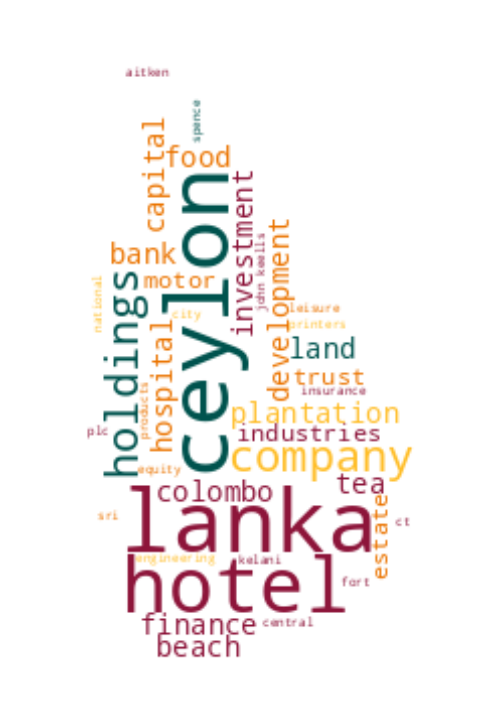 aitken
spence
capital
food
ceylon
investment
john keells
development
bank
motor
holdings
national
city
leisure
printers
hospital
land
trust
insurance
products
plantation
plc
industries
company
equity
tea
colombo
lanka
estate
sri
ct
engineering
kelani
hotel
fort
finance
central
beach